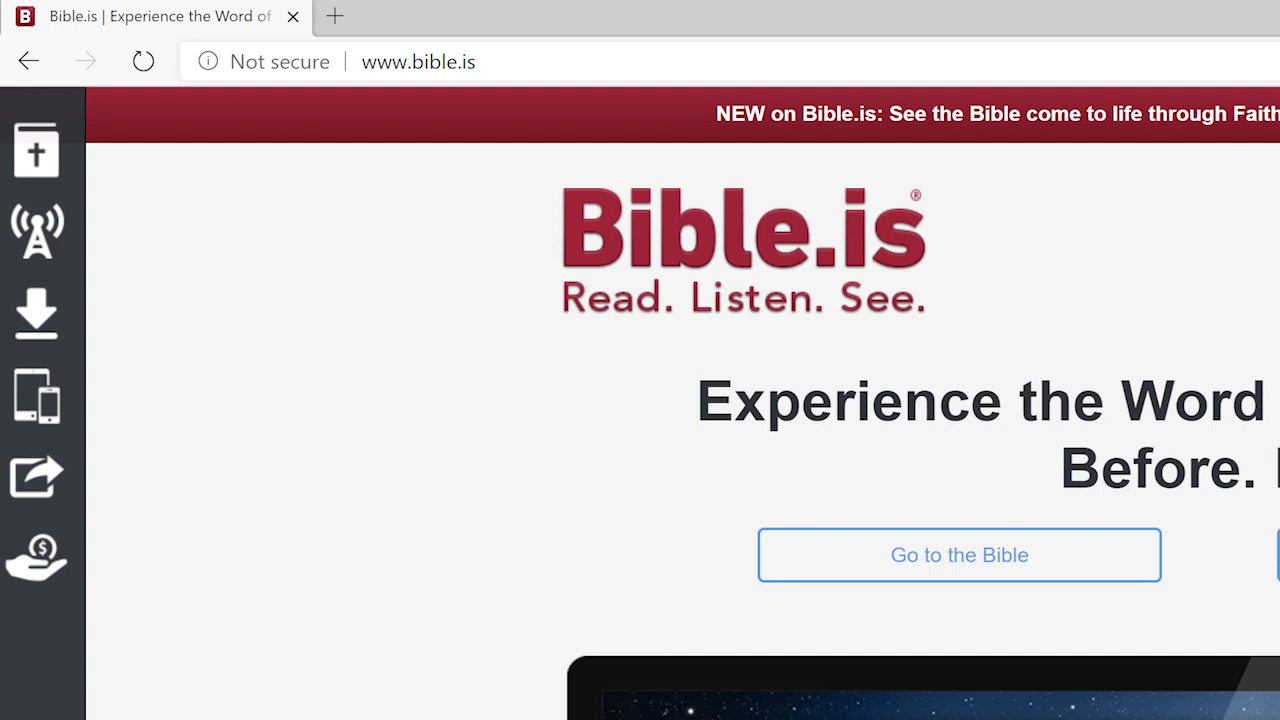 Bible.is | Experience the Word of
Not secure
www.bible.is
NEW on Bible.is: See the Bible come to life through Faith
Bible.is®
Read. Listen. See.
Experience the Word
Before.
Go to the Bible